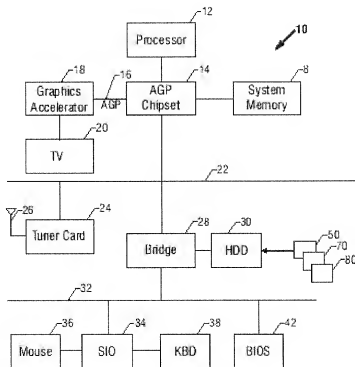 12
Processor
10
18
16
14
8
Graphics Accelerator
AGP
AGP Chipset
System Memory
20
TV
22
26
24
Tuner Card
28
30
50
70
80
Bridge
HDD
32
36
34
38
42
Mouse
SIO
KBD
BIOS